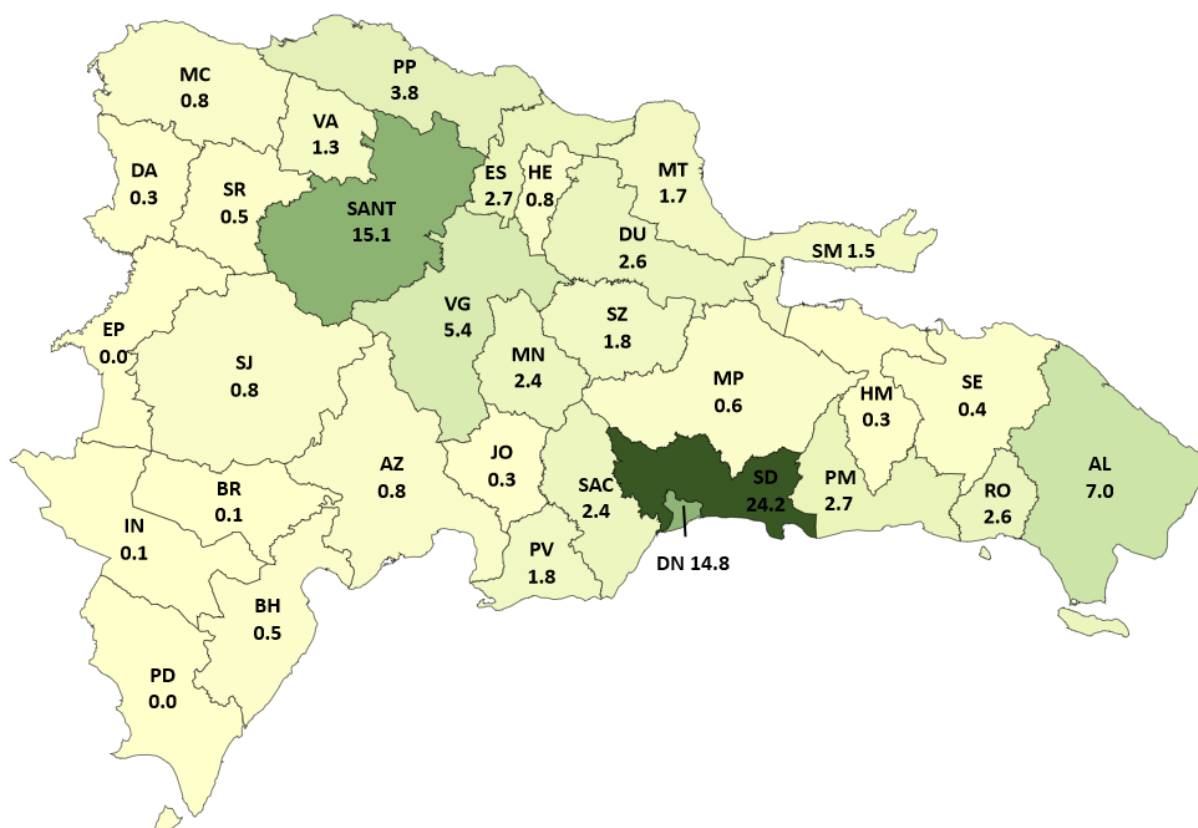 PP
3.8
MC
0.8
VA
1.3
DA
0.3
SR
0.5
SANT
15.1
ES
2.7
HE
0.8
MT
1.7
DU
2.6
SM 1.5
VG
5.4
SZ
1.8
EP
0.0
SJ
0.8
MN
2.4
MP
0.6
HM
0.3
SE
0.4
AZ
0.8
JO
0.3
SAC
2.4
SD
24.2
PM
2.7
RO
2.6
AL
7.0
BR
0.1
IN
0.1
PV
1.8
DN 14.8
BH
0.5
PD
0.0